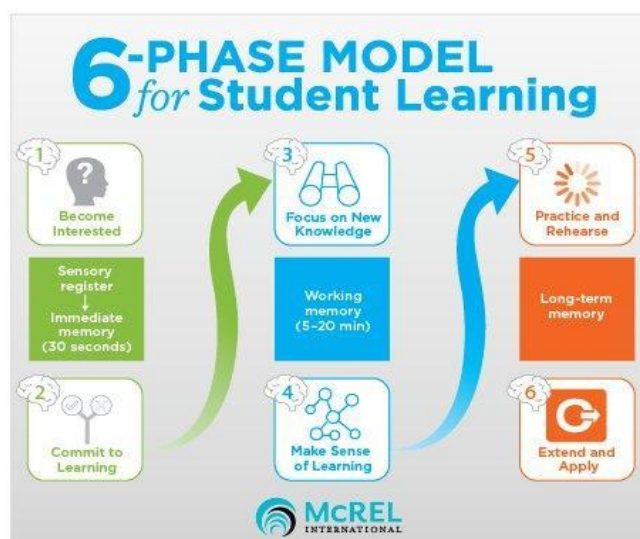 6-PHASE MODEL
for Student Learning
1
?
Become
Interested
Sensory
register
Immediate
memory
(30 seconds)
2
Commit to
Learning
3
Focus on New
Knowledge
Working
memory
(5–20 min)
4
Make Sense
of Learning
5
Practice and
Rehearse
Long-term
memory
6
Extend and
Apply
McREL
INTERNATIONAL